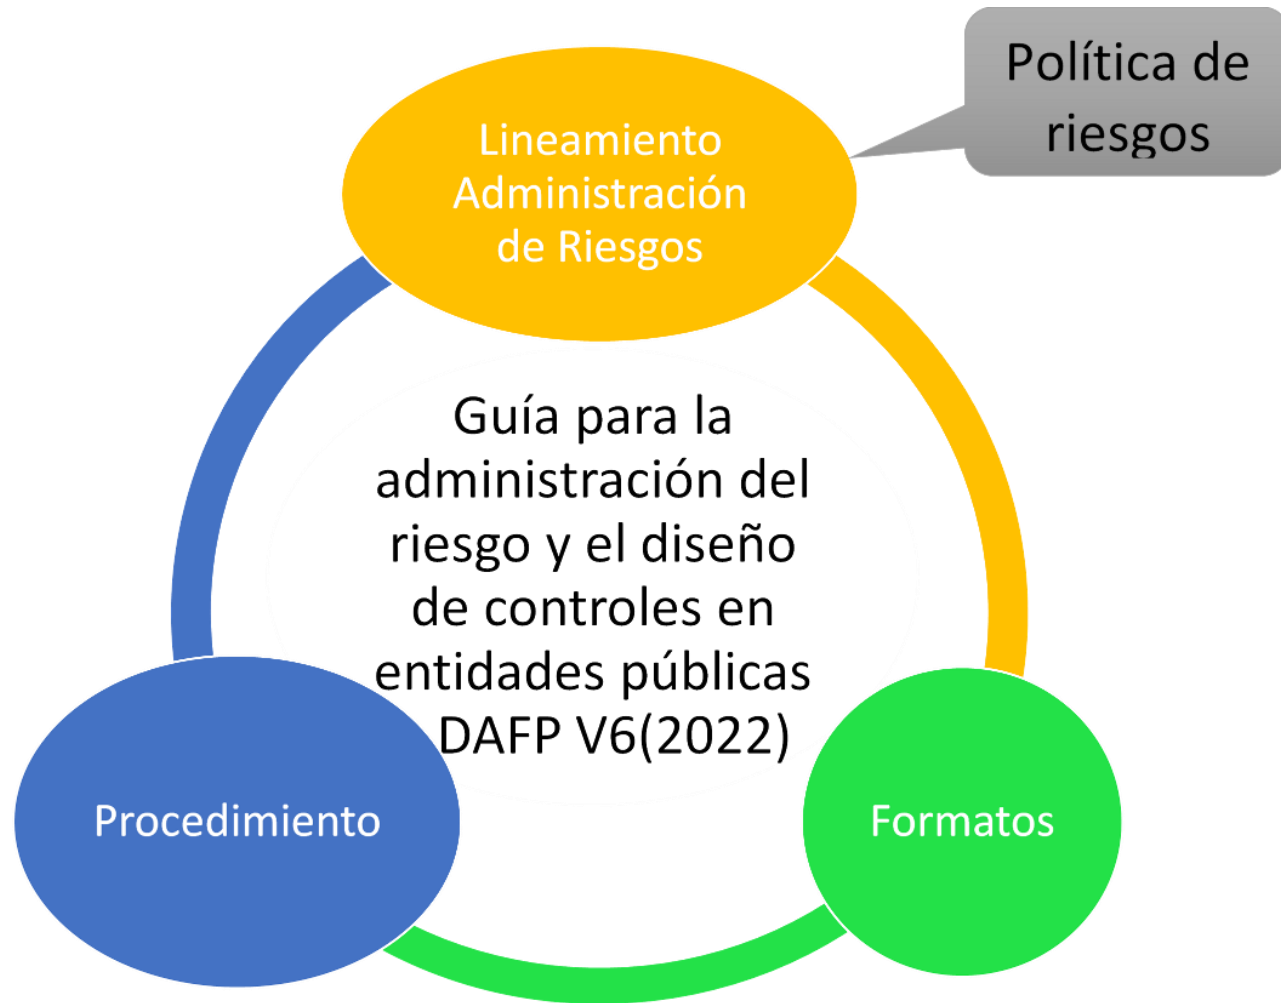 Política de
riesgos
Lineamiento
Administración
de Riesgos
Guía para la
administración del
riesgo y el diseño
de controles en
entidades públicas
DAFP V6(2022)
Procedimiento
Formatos